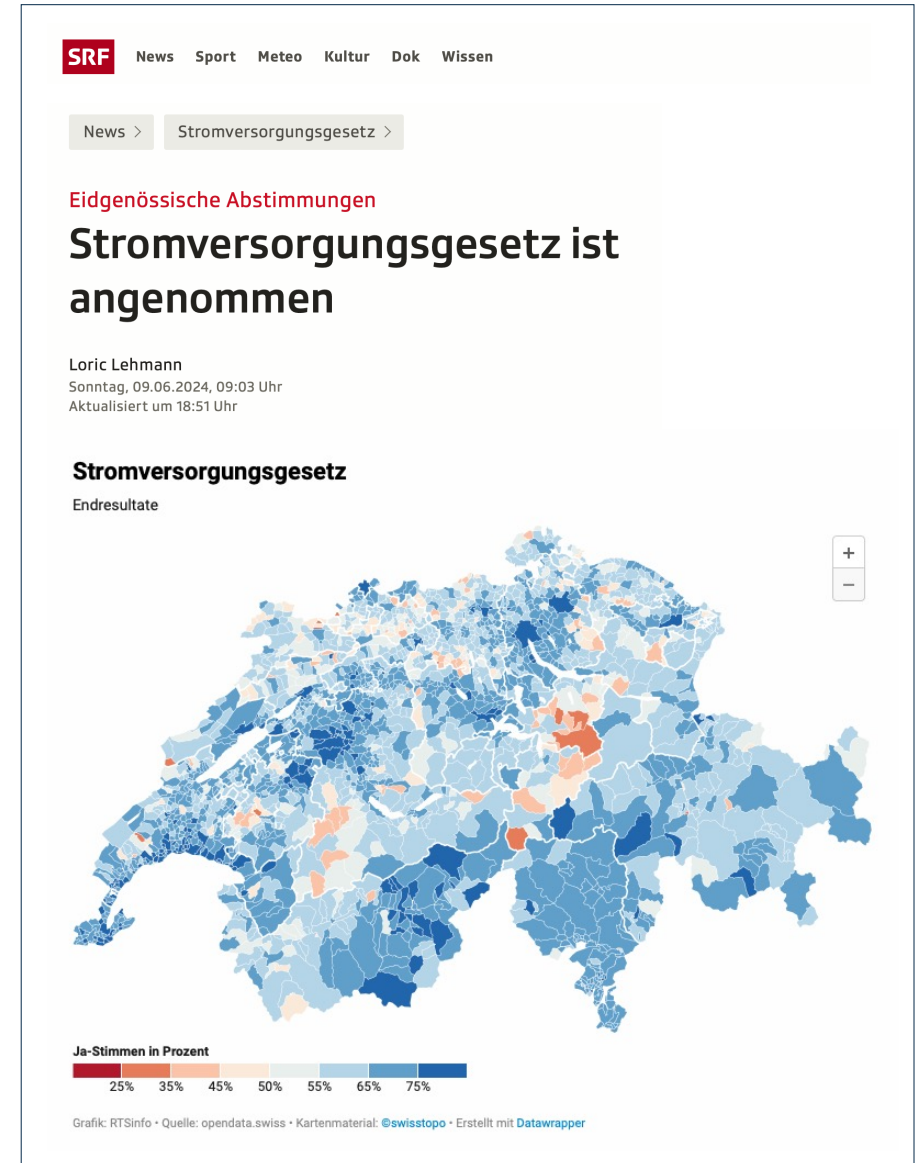 SRF News Sport Meteo Kultur Dok Wissen
News > Stromversorgungsgesetz >
Eidgenössische Abstimmungen
Stromversorgungsgesetz ist
angenommen
Loric Lehmann
Sonntag, 09.06.2024, 09:03 Uhr
Aktualisiert um 18:51 Uhr
Stromversorgungsgesetz
Endresultate
+
−
Ja-Stimmen in Prozent
25% 35% 45% 50% 55% 65% 75%
Grafik: RTSinfo • Quelle: opendata.swiss • Kartenmaterial: ©swisstopo • Erstellt mit Datawrapper